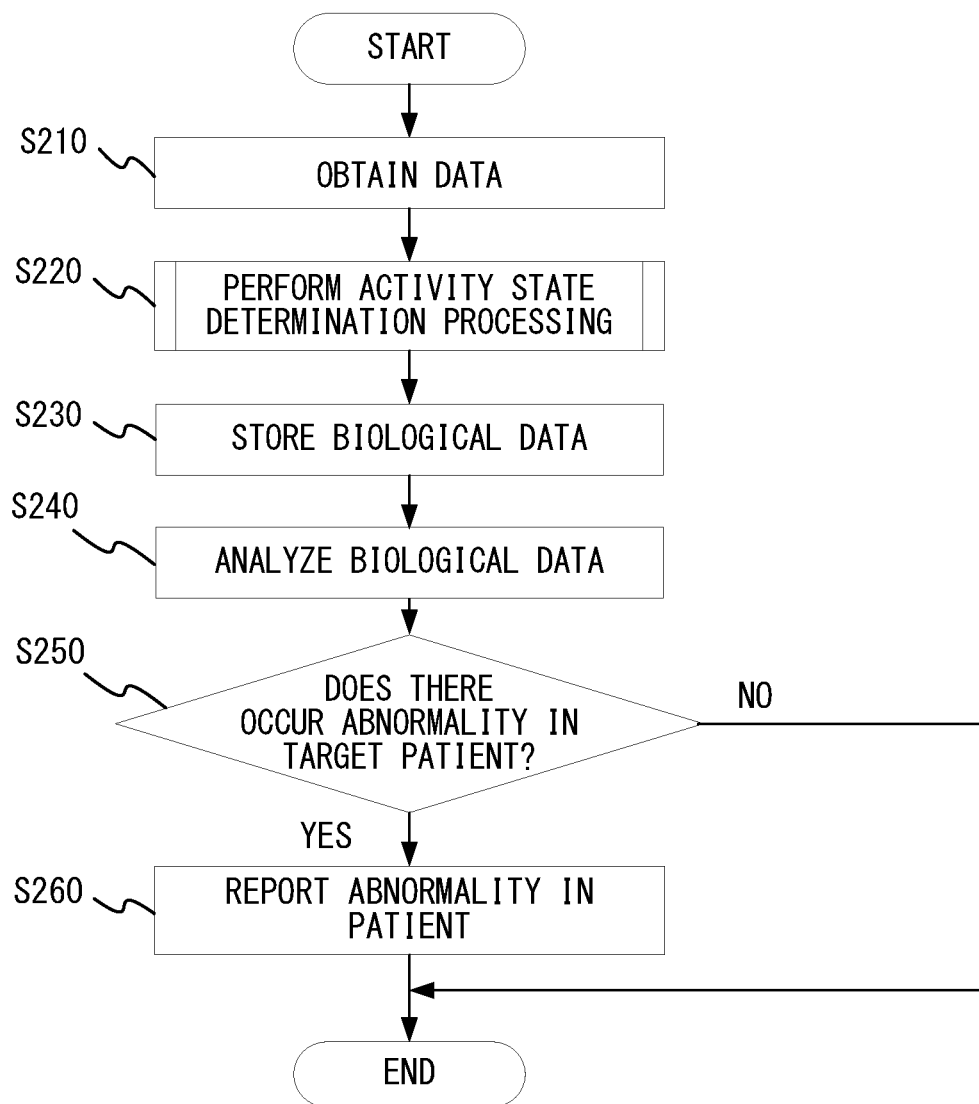 START
S210
OBTAIN DATA
S220
PERFORM ACTIVITY STATE
DETERMINATION PROCESSING
S230
STORE BIOLOGICAL DATA
S240
ANALYZE BIOLOGICAL DATA
S250
DOES THERE
OCCUR ABNORMALITY IN
TARGET PATIENT?
NO
YES
S260
REPORT ABNORMALITY IN
PATIENT
END